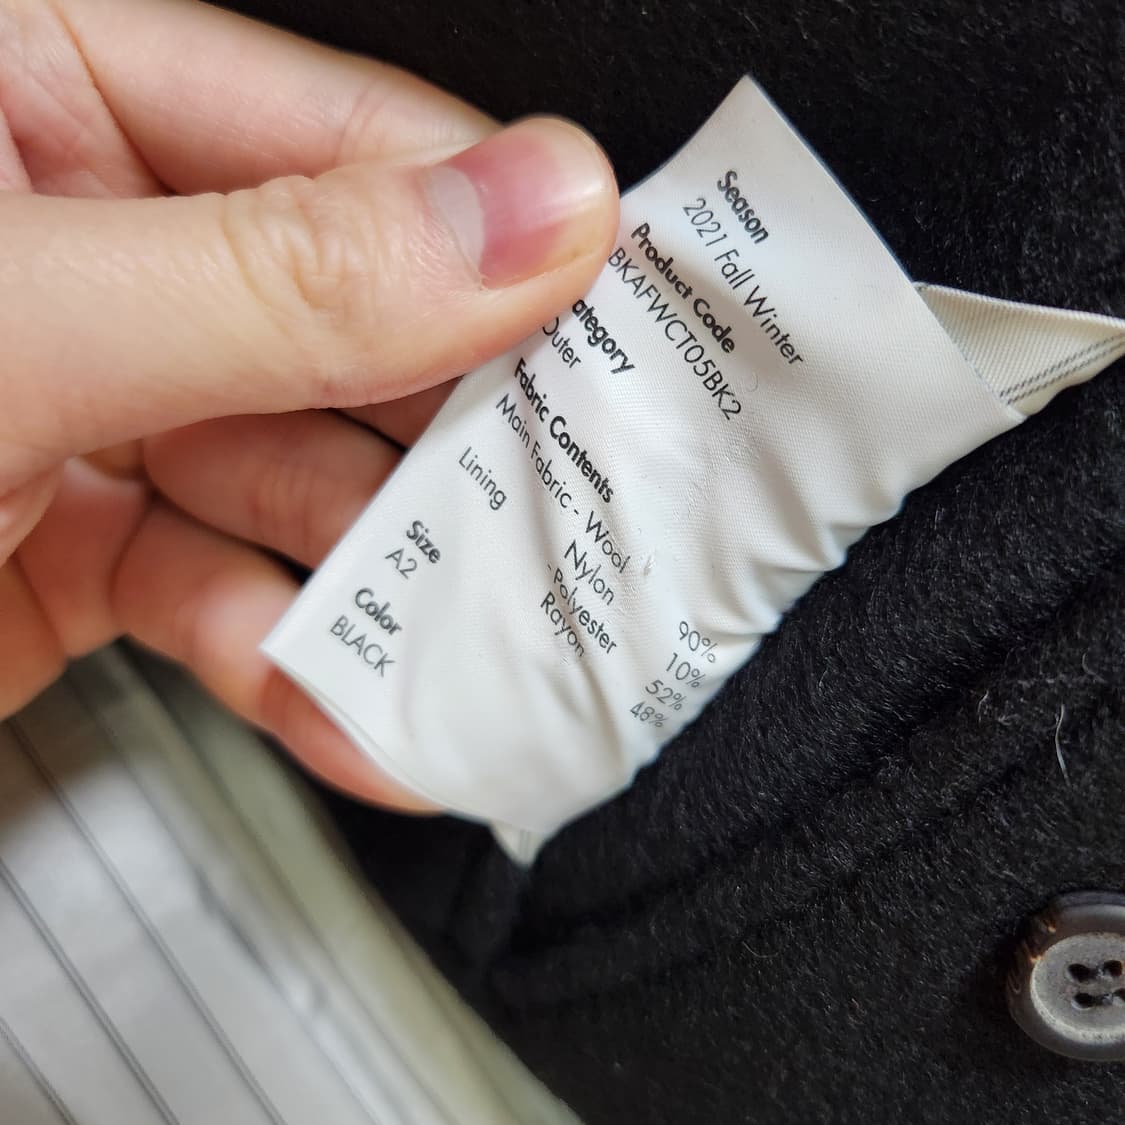 Season
2021 Fall Winter
Product Code
BKAFWCT05BK2
ategory
Outer
Fabric Contents
Main Fabric - Wool 90%
Nylon 10%
Lining - Polyester 52%
Rayon 48%
Size
A2
Color
BLACK